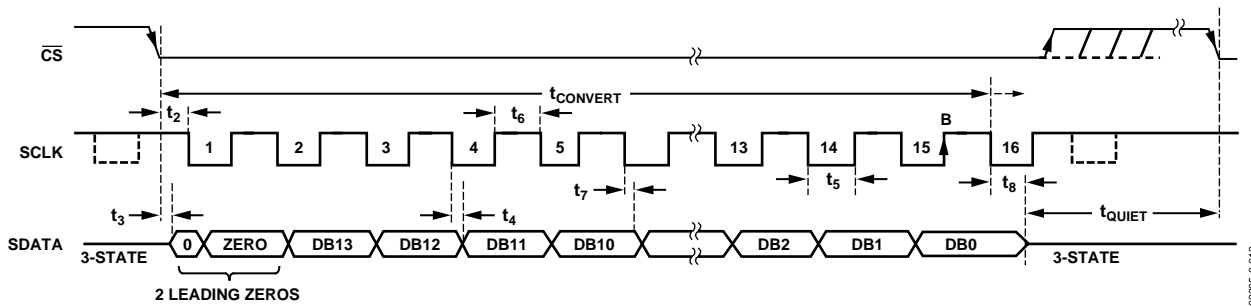 CS
tCONVERT
t2
t6
B
SCLK
1 2 3 4 5 13 14 15 16
t5
t7
t8
t3
t4
tQUIET
SDATA
0 ZERO DB13 DB12 DB11 DB10 DB2 DB1 DB0
3-STATE 3-STATE
2 LEADING ZEROS